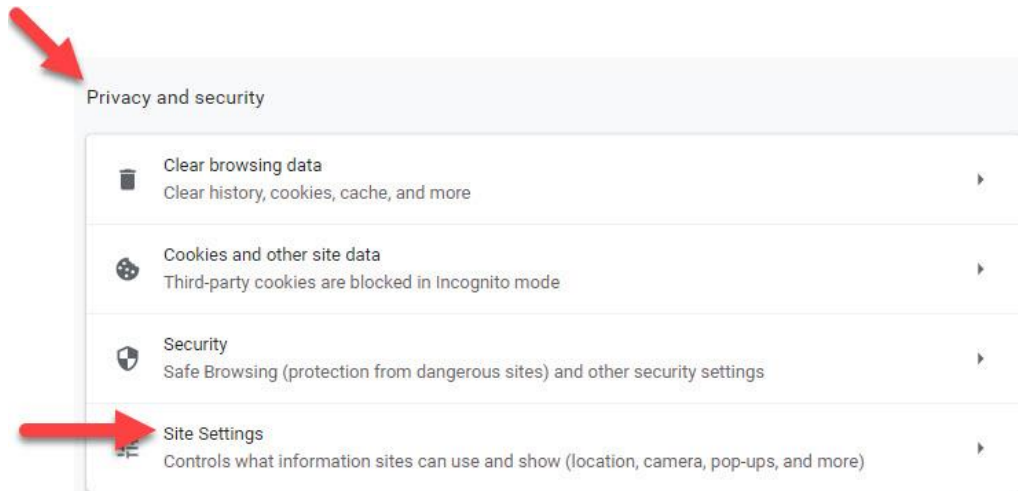 Privacy and security
Clear browsing data
Clear history, cookies, cache, and more
Cookies and other site data
Third-party cookies are blocked in Incognito mode
Security
Safe Browsing (protection from dangerous sites) and other security settings
Site Settings
Controls what information sites can use and show (location, camera, pop-ups, and more)